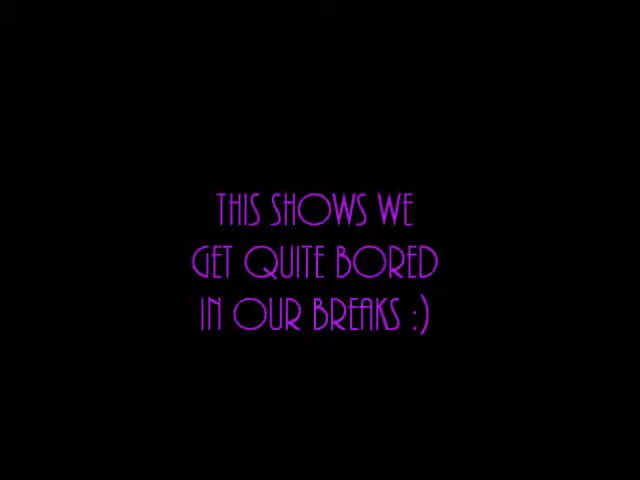 THIS SHOWS WE
GET QUITE BORED
IN OUR BREAKS :)